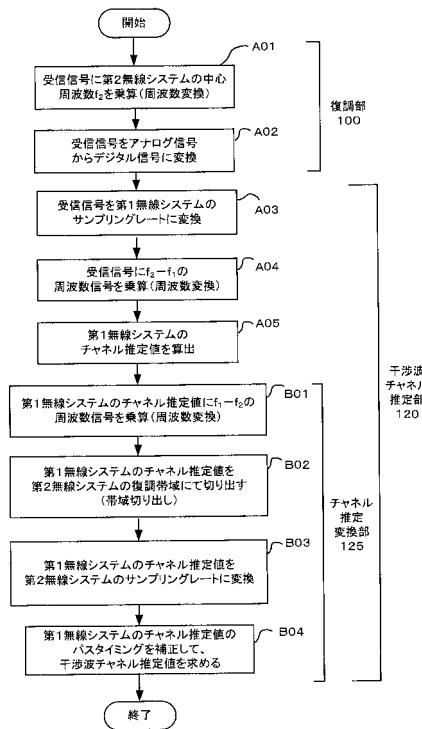 開始
A01
受信信号に第2無線システムの中心
周波数f₂を乗算(周波数変換)
A02
受信信号をアナログ信号
からデジタル信号に変換
復調部
100
A03
受信信号を第1無線システムの
サンプリングレートに変換
A04
受信信号にf₂−f₁の
周波数信号を乗算(周波数変換)
A05
第1無線システムの
チャネル推定値を算出
B01
第1無線システムのチャネル推定値にf₁−f₂の
周波数信号を乗算(周波数変換)
B02
第1無線システムのチャネル推定値を
第2無線システムの復調帯域にて切り出す
(帯域切り出し)
B03
第1無線システムのチャネル推定値を
第2無線システムのサンプリングレートに変換
B04
第1無線システムのチャネル推定値の
パスタイミングを補正して、
干渉波チャネル推定値を求める
チャネル
推定
変換部
125
干渉波
チャネル
推定部
120
終了